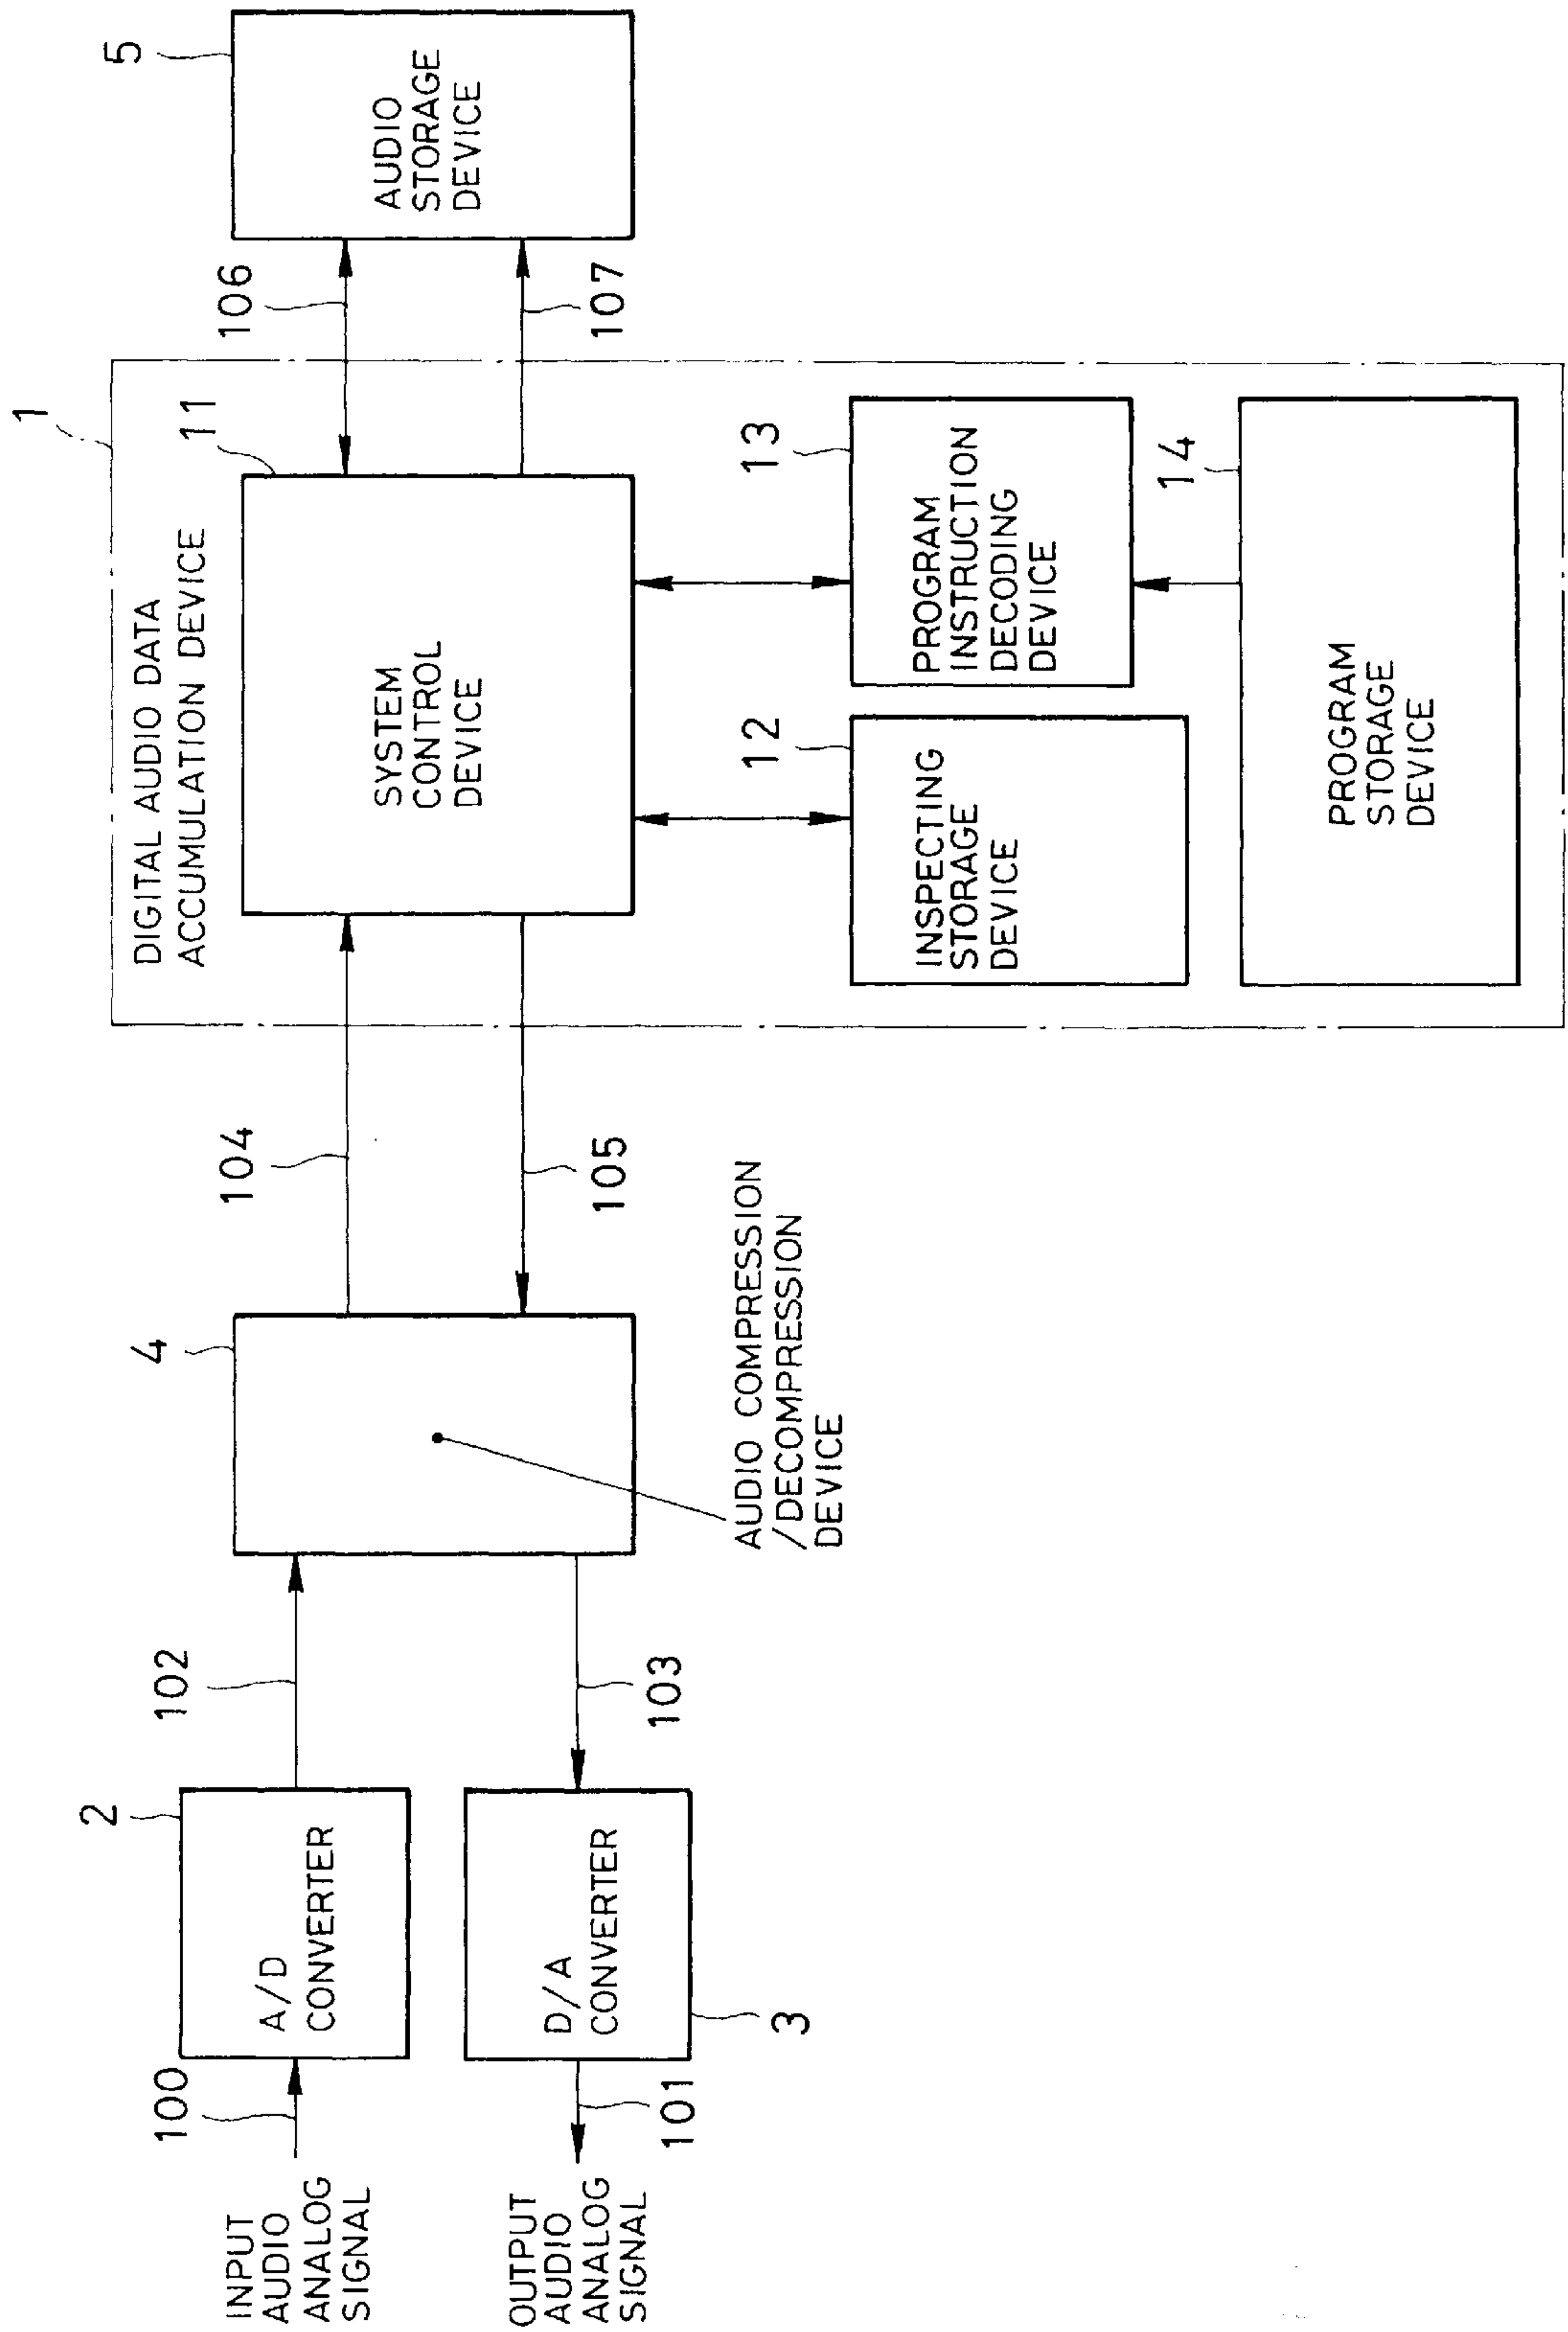 1
DIGITAL AUDIO DATA
ACCUMULATION DEVICE
INPUT
AUDIO
ANALOG
SIGNAL
100
2
A/D
CONVERTER
102
4
104
11
SYSTEM
CONTROL
DEVICE
106
5
AUDIO
STORAGE
DEVICE
OUTPUT
AUDIO
ANALOG
SIGNAL
101
D/A
CONVERTER
3
103
105
107
AUDIO COMPRESSION
/DECOMPRESSION
DEVICE
12
INSPECTING
STORAGE
DEVICE
13
PROGRAM
INSTRUCTION
DECODING
DEVICE
14
PROGRAM
STORAGE
DEVICE